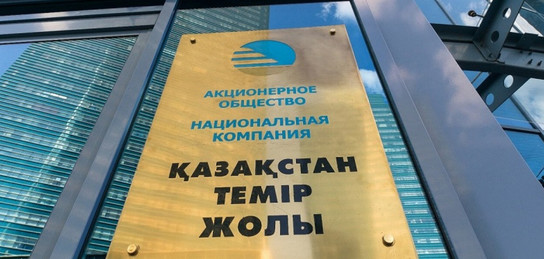 АКЦИОНЕРНОЕ
ОБЩЕСТВО
НАЦИОНАЛЬНАЯ
КОМПАНИЯ
ҚАЗАҚСТАН
ТЕМІР
ЖОЛЫ